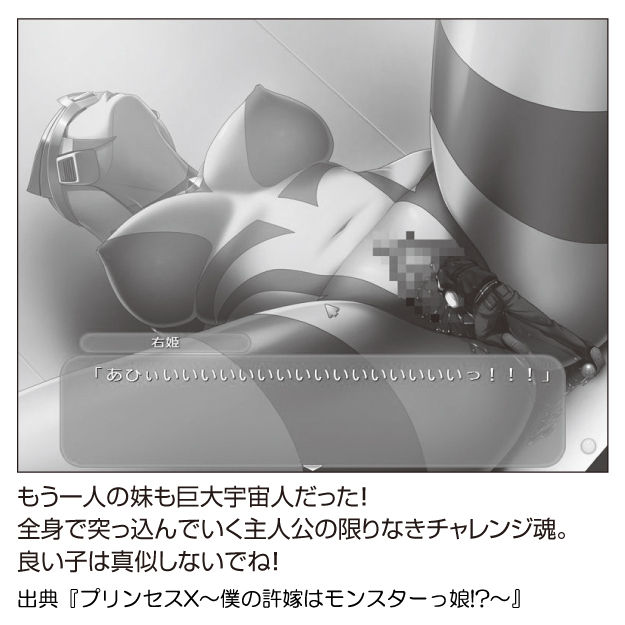 右姫
「あひぃぃいいいいいいいいいいいいいいいいっ！！！」
もう一人の妹も巨大宇宙人だった!
全身で突っ込んでいく主人公の限りなきチャレンジ魂。
良い子は真似しないでね!
出典『プリンセスX～僕の許嫁はモンスターっ娘!?～』